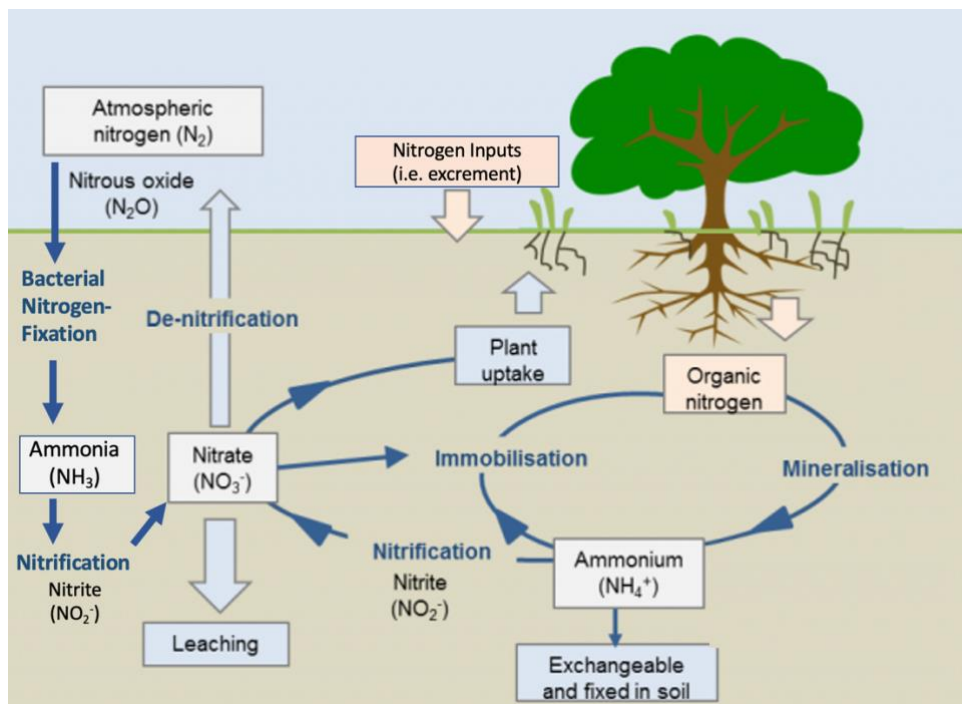 Atmospheric
nitrogen (N₂)
Nitrous oxide
(N₂O)
Nitrogen Inputs
(i.e. excrement)
Bacterial
Nitrogen-
Fixation
De-nitrification
Plant
uptake
Organic
nitrogen
Ammonia
(NH₃)
Nitrate
(NO₃⁻)
Immobilisation
Mineralisation
Nitrification
Nitrite
(NO₂⁻)
Nitrification
Nitrite
(NO₂⁻)
Ammonium
(NH₄⁺)
Leaching
Exchangeable
and fixed in soil